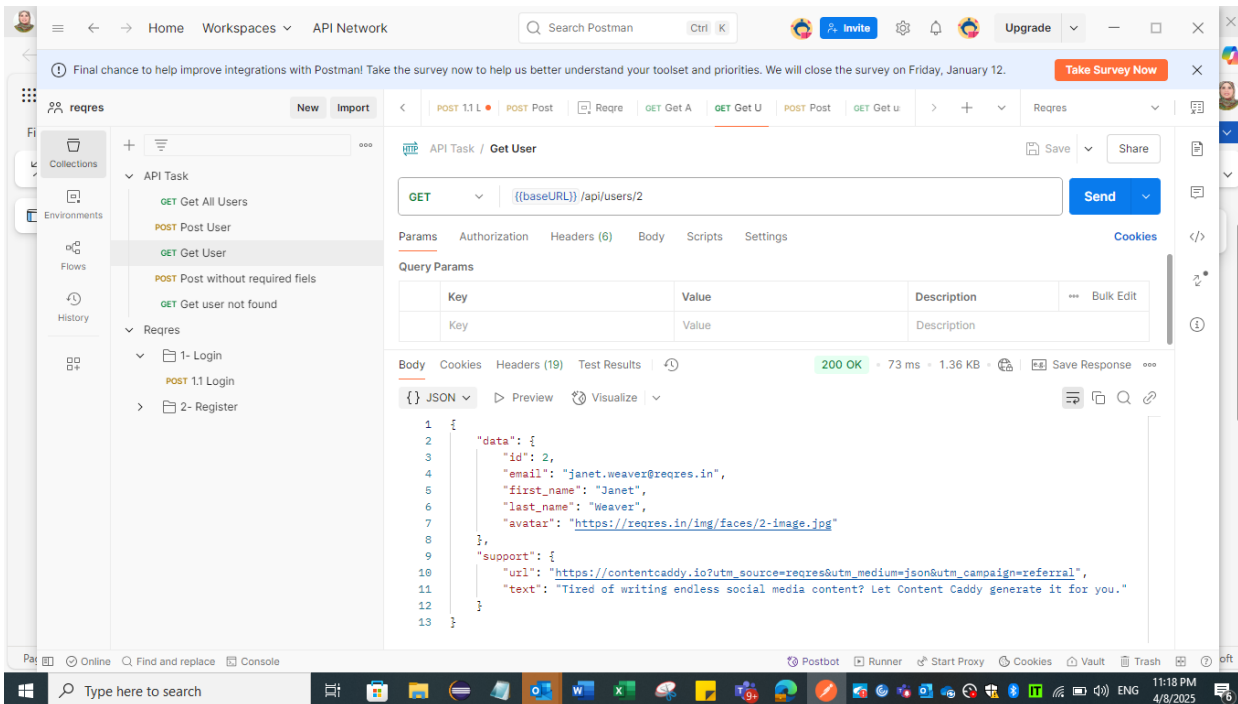 Home Workspaces API Network Search Postman Ctrl K Invite Upgrade
Final chance to help improve integrations with Postman! Take the survey now to help us better understand your toolset and priorities. We will close the survey on Friday, January 12. Take Survey Now
reqres New Import POST 1.1 L POST Post Reqre GET Get A GET Get U POST Post GET Get u Reqres
Fi
Collections
Environments
Flows
History
API Task
GET Get All Users
POST Post User
GET Get User
POST Post without required fiels
GET Get user not found
Reqres
1- Login
POST 1.1 Login
2- Register
HTTP API Task / Get User Save Share
GET {{baseURL}} /api/users/2 Send
Params Authorization Headers (6) Body Scripts Settings Cookies
Query Params
Key Value Description Bulk Edit
Key Value Description
Body Cookies Headers (19) Test Results 200 OK 73 ms 1.36 KB e.g. Save Response
{} JSON Preview Visualize
1 {
2 "data": {
3 "id": 2,
4 "email": "janet.weaver@reqres.in",
5 "first_name": "Janet",
6 "last_name": "Weaver",
7 "avatar": "https://reqres.in/img/faces/2-image.jpg"
8 },
9 "support": {
10 "url": "https://contentcaddy.io?utm_source=reqres&utm_medium=json&utm_campaign=referral",
11 "text": "Tired of writing endless social media content? Let Content Caddy generate it for you."
12 }
13 }
Pag Online Find and replace Console Postbot Runner Start Proxy Cookies Vault Trash oft
Type here to search ENG 11:18 PM
4/8/2025 6